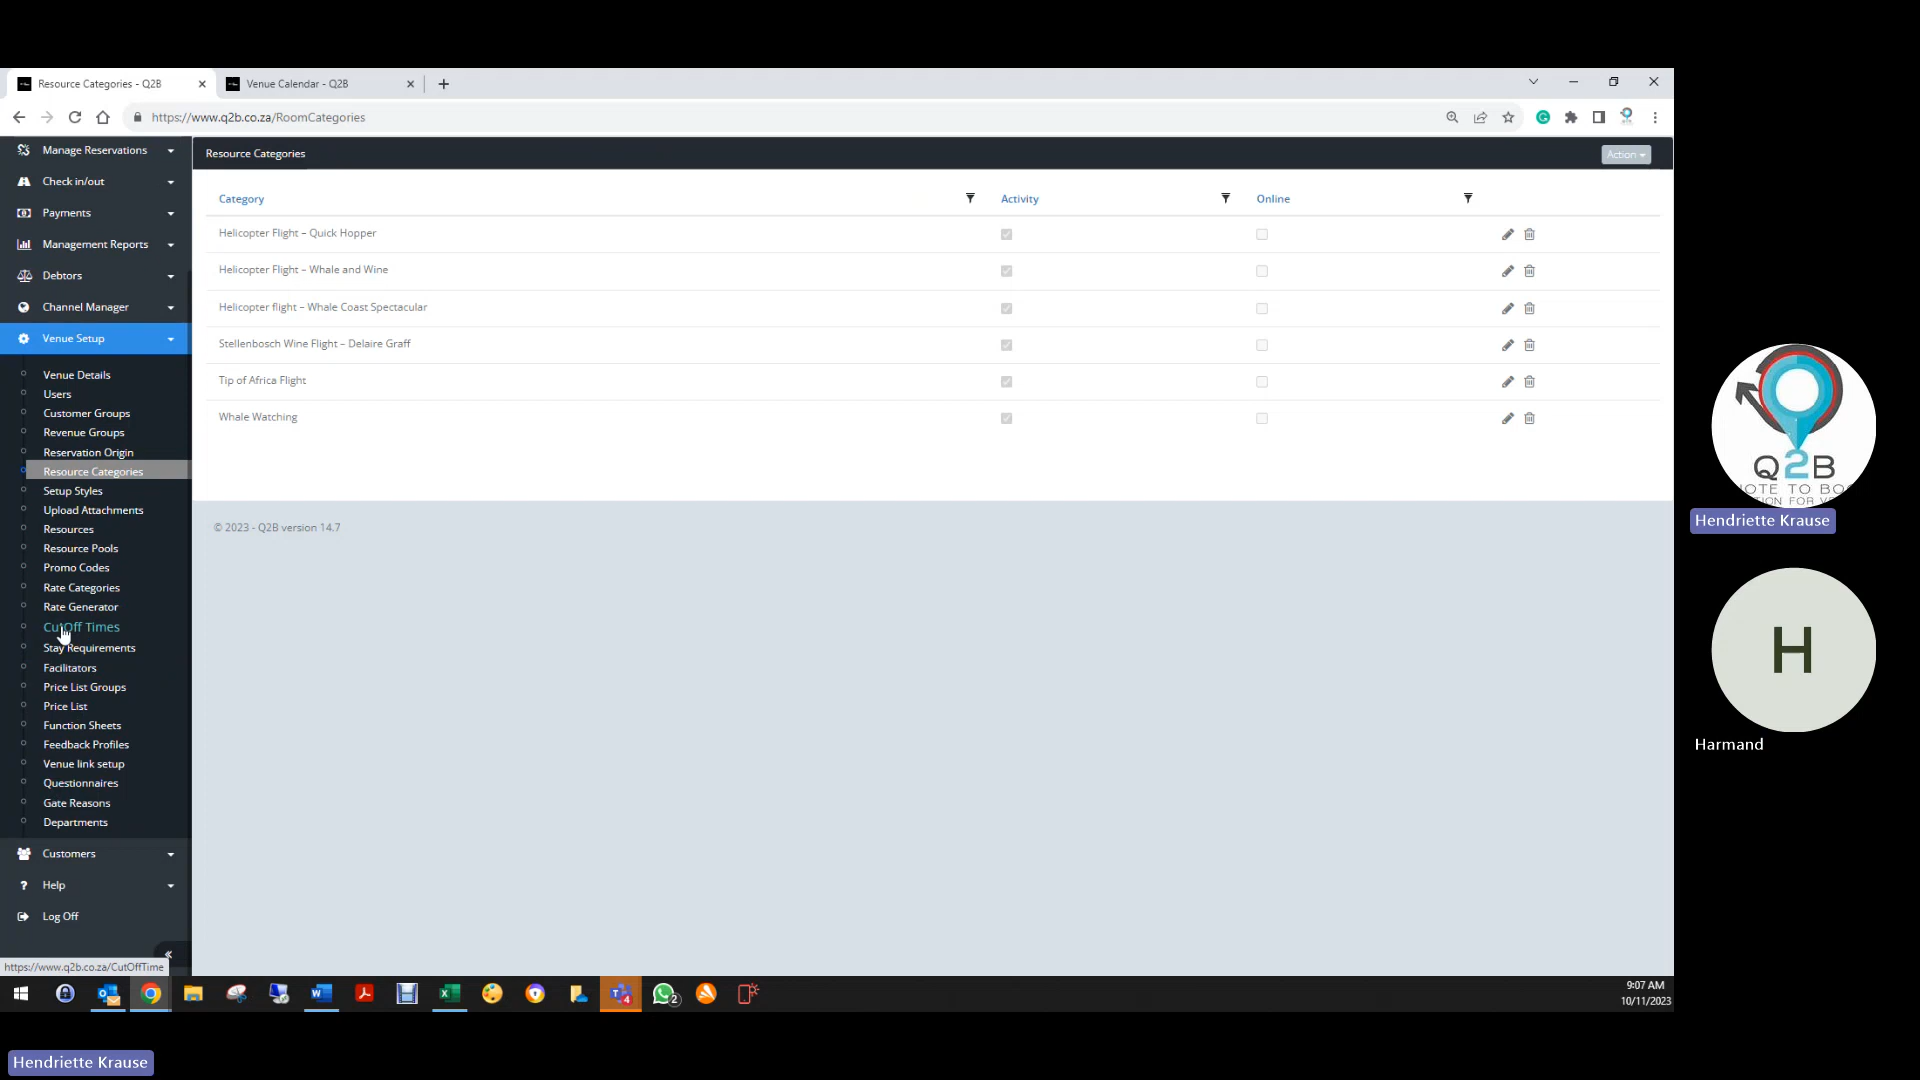 Resource Categories - Q2B
Venue Calendar - Q2B
https://www.q2b.co.za/RoomCategories
Manage Reservations
Check in/out
Payments
Management Reports
Debtors
Channel Manager
Venue Setup
Venue Details
Users
Customer Groups
Revenue Groups
Reservation Origin
Resource Categories
Setup Styles
Upload Attachments
Resources
Resource Pools
Promo Codes
Rate Categories
Rate Generator
CutOff Times
Stay Requirements
Facilitators
Price List Groups
Price List
Function Sheets
Feedback Profiles
Venue link setup
Questionnaires
Gate Reasons
Departments
Customers
Help
Log Off
https://www.q2b.co.za/CutOffTime
Resource Categories
Action
Category Activity Online
Helicopter Flight – Quick Hopper
Helicopter Flight – Whale and Wine
Helicopter flight – Whale Coast Spectacular
Stellenbosch Wine Flight – Delaire Graff
Tip of Africa Flight
Whale Watching
© 2023 - Q2B version 14.7
Q2B
Hendriette Krause
H
Harmand
4
2
9:07 AM
10/11/2023
Hendriette Krause